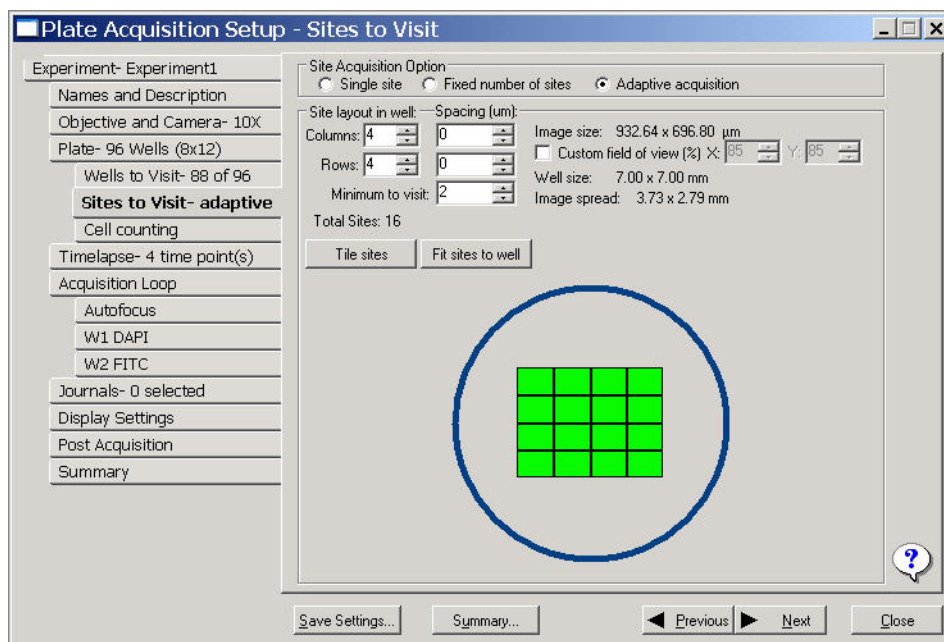 Plate Acquisition Setup - Sites to Visit
Experiment- Experiment1
Names and Description
Objective and Camera- 10X
Plate- 96 Wells (8x12)
Wells to Visit- 88 of 96
Sites to Visit- adaptive
Cell counting
Timelapse- 4 time point(s)
Acquisition Loop
Autofocus
W1 DAPI
W2 FITC
Journals- 0 selected
Display Settings
Post Acquisition
Summary
Site Acquisition Option
Single site Fixed number of sites Adaptive acquisition
Site layout in well: Spacing (um):
Columns: 4 0
Rows: 4 0
Minimum to visit: 2
Total Sites: 16
Image size: 932.64 x 696.80 µm
Custom field of view (%) X: 85 Y: 85
Well size: 7.00 x 7.00 mm
Image spread: 3.73 x 2.79 mm
Tile sites Fit sites to well
?
Save Settings... Summary... Previous Next Close